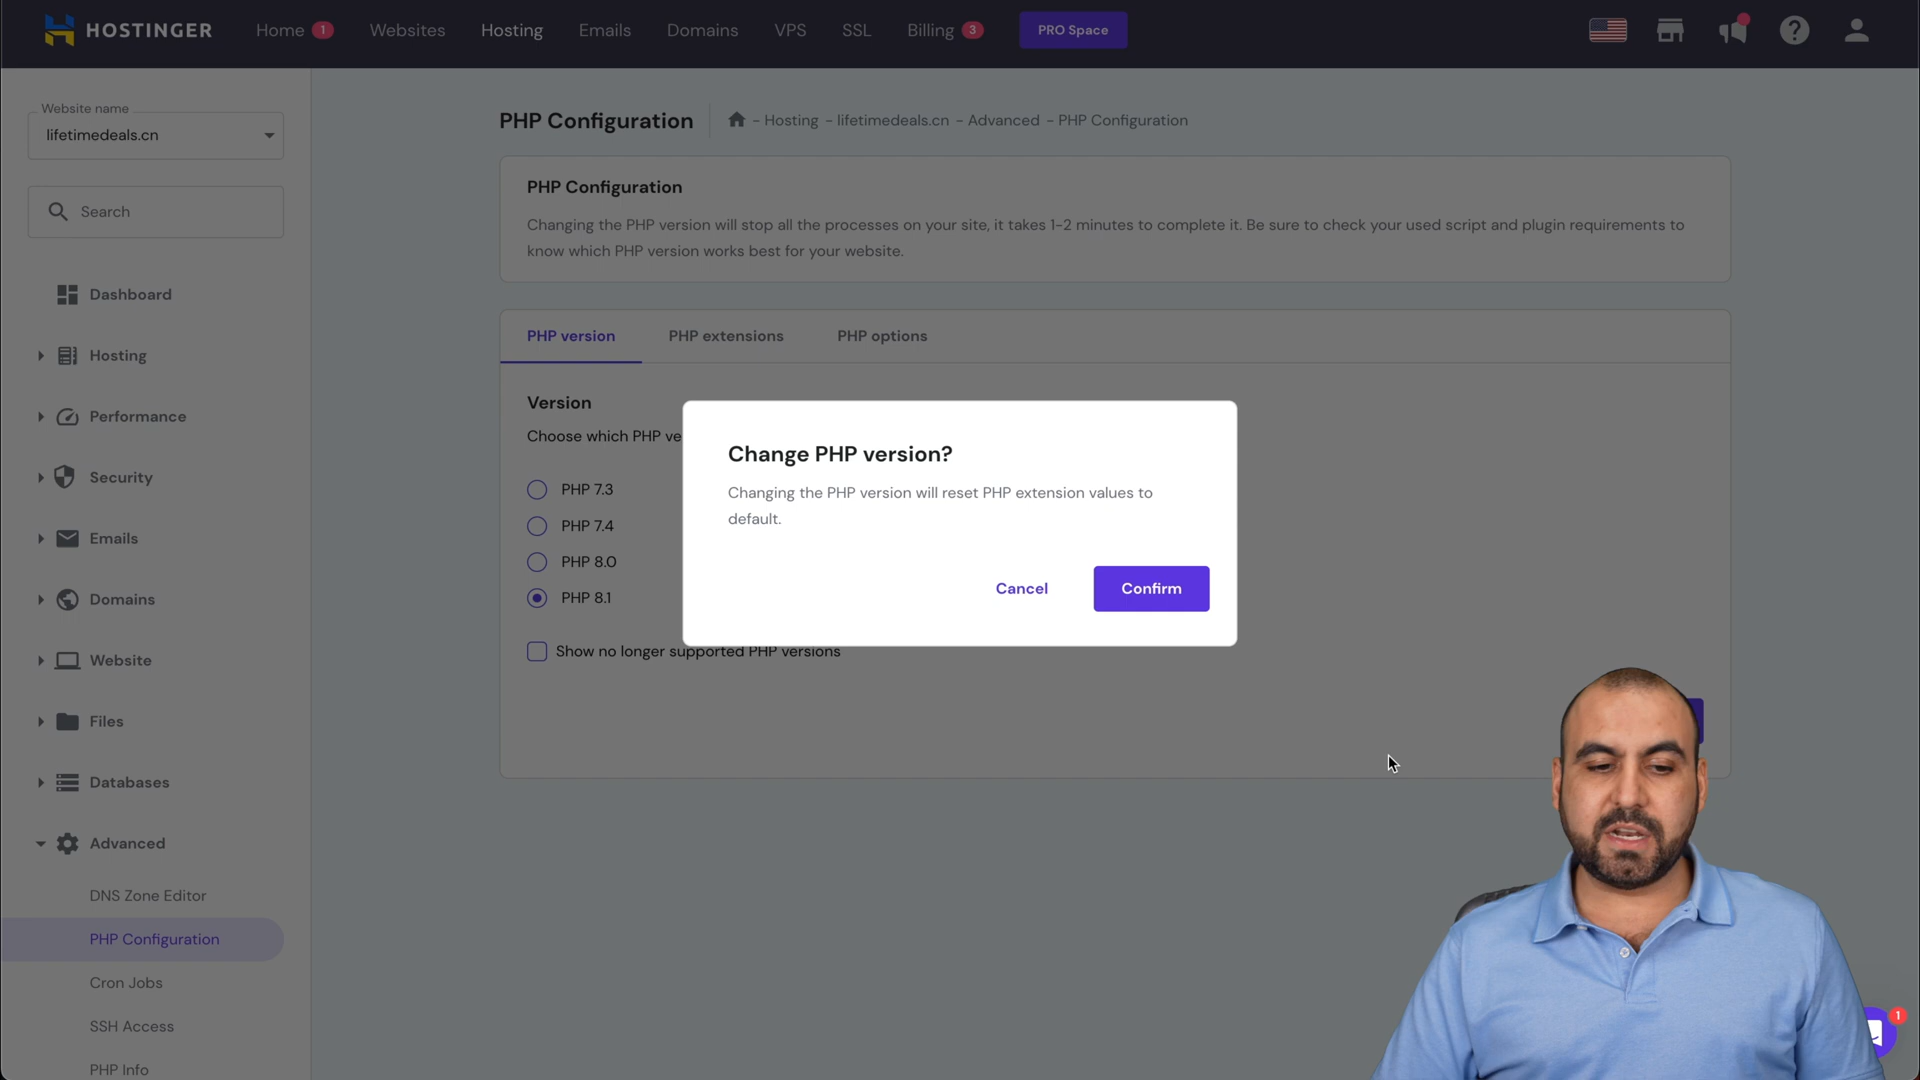 HOSTINGER
Home 1 Websites Hosting Emails Domains VPS SSL Billing 3 PRO Space
Website name
lifetimedeals.cn
Search
Dashboard
Hosting
Performance
Security
Emails
Domains
Website
Files
Databases
Advanced
DNS Zone Editor
PHP Configuration
Cron Jobs
SSH Access
PHP Info
PHP Configuration - Hosting - lifetimedeals.cn - Advanced - PHP Configuration
PHP Configuration
Changing the PHP version will stop all the processes on your site, it takes 1-2 minutes to complete it. Be sure to check your used script and plugin requirements to
know which PHP version works best for your website.
PHP version PHP extensions PHP options
Version
Choose which PHP ve
PHP 7.3
PHP 7.4
PHP 8.0
PHP 8.1
Show no longer supported PHP versions
Change PHP version?
Changing the PHP version will reset PHP extension values to
default.
Cancel Confirm
1